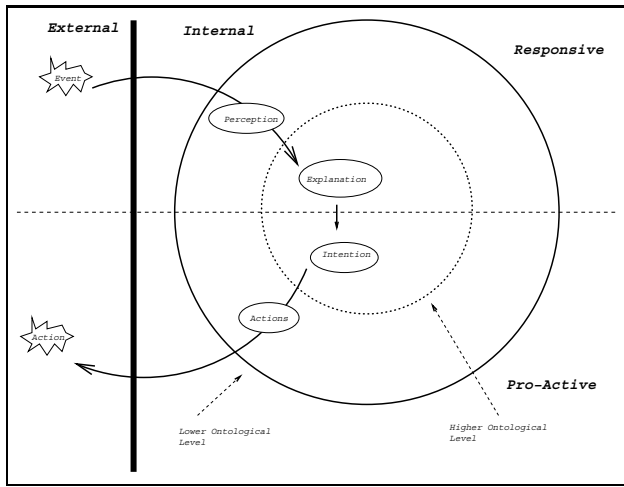 External
Internal
Responsive
Event
Perception
Explanation
Intention
Actions
Action
Pro-Active
Lower Ontological
Level
Higher Ontological
Level